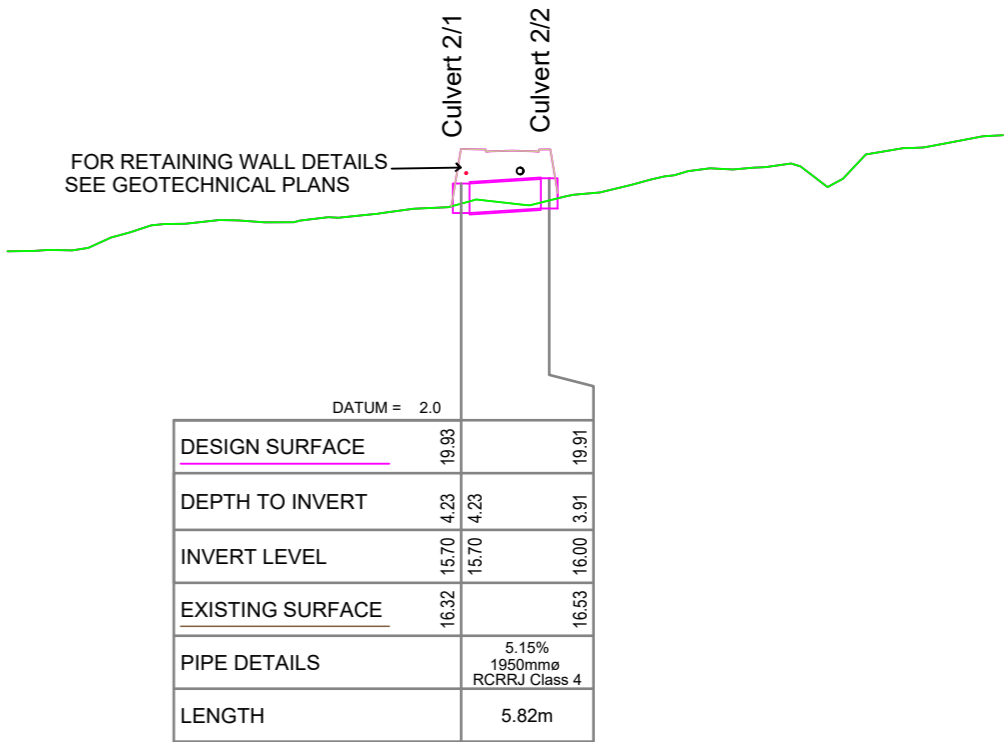 Culvert 2/1
Culvert 2/2
FOR RETAINING WALL DETAILS
SEE GEOTECHNICAL PLANS
DATUM = 2.0
DESIGN SURFACE 19.93 19.91
DEPTH TO INVERT 4.23 4.23 3.91
INVERT LEVEL 15.70 15.70 16.00
EXISTING SURFACE 16.32 16.53
PIPE DETAILS
5.15%
1950mmø
RCRRJ Class 4
LENGTH 5.82m